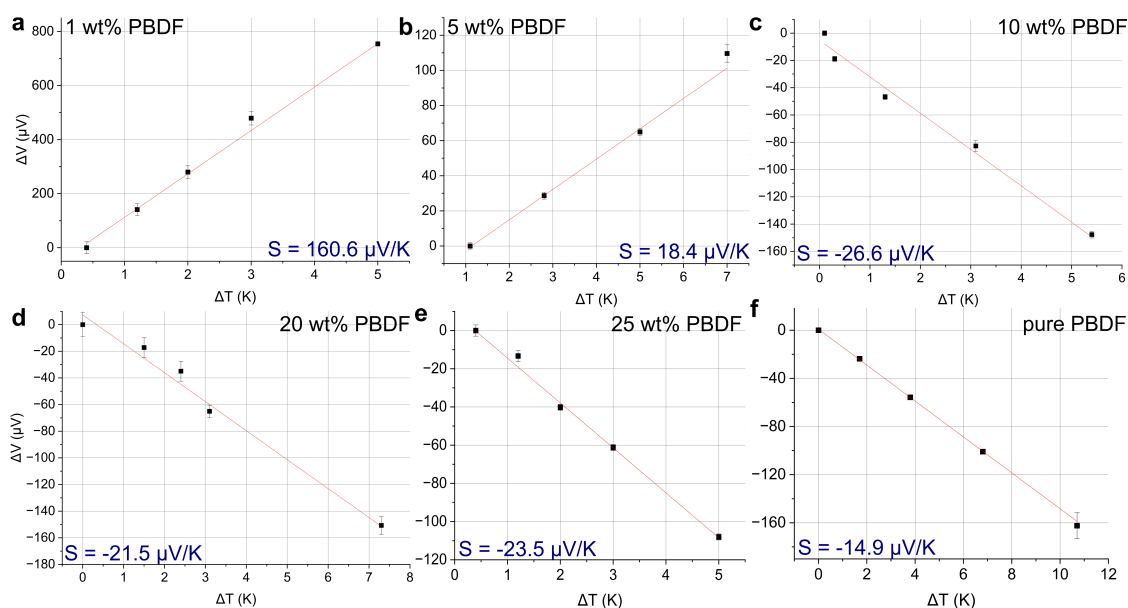 a 1 wt% PBDF
800
600
400
200
0
ΔV (µV)
0 1 2 3 4 5
ΔT (K)
S = 160.6 µV/K
b 5 wt% PBDF
120
100
80
60
40
20
0
1 2 3 4 5 6 7
ΔT (K)
S = 18.4 µV/K
c 10 wt% PBDF
0
−20
−40
−60
−80
−100
−120
−140
−160
0 1 2 3 4 5 6
ΔT (K)
S = -26.6 µV/K
d 20 wt% PBDF
0
−20
−40
−60
−80
−100
−120
−140
−160
−180
ΔV (µV)
0 1 2 3 4 5 6 7 8
ΔT (K)
S = -21.5 µV/K
e 25 wt% PBDF
0
−20
−40
−60
−80
−100
−120
0 1 2 3 4 5
ΔT (K)
S = -23.5 µV/K
f pure PBDF
0
−40
−80
−120
−160
0 2 4 6 8 10 12
ΔT (K)
S = -14.9 µV/K